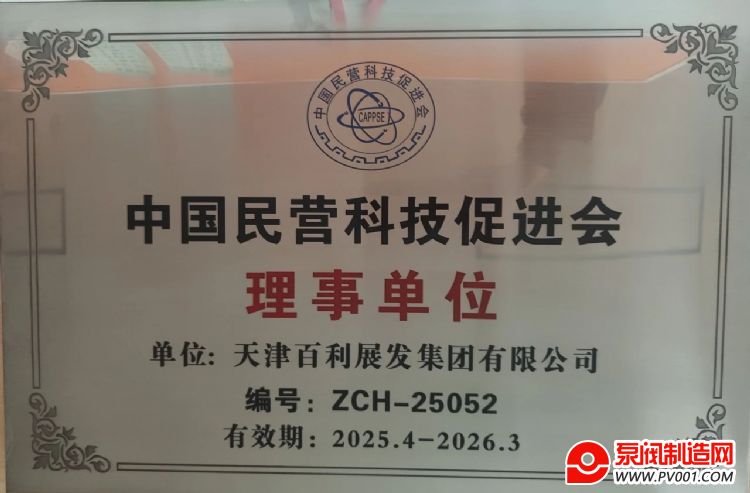 中国民营科技促进会
CAPPSE
中国民营科技促进会
理事单位
单位: 天津百利展发集团有限公司
编号: ZCH-25052
有效期: 2025.4-2026.3
泵阀制造网
WWW.PV001.COM